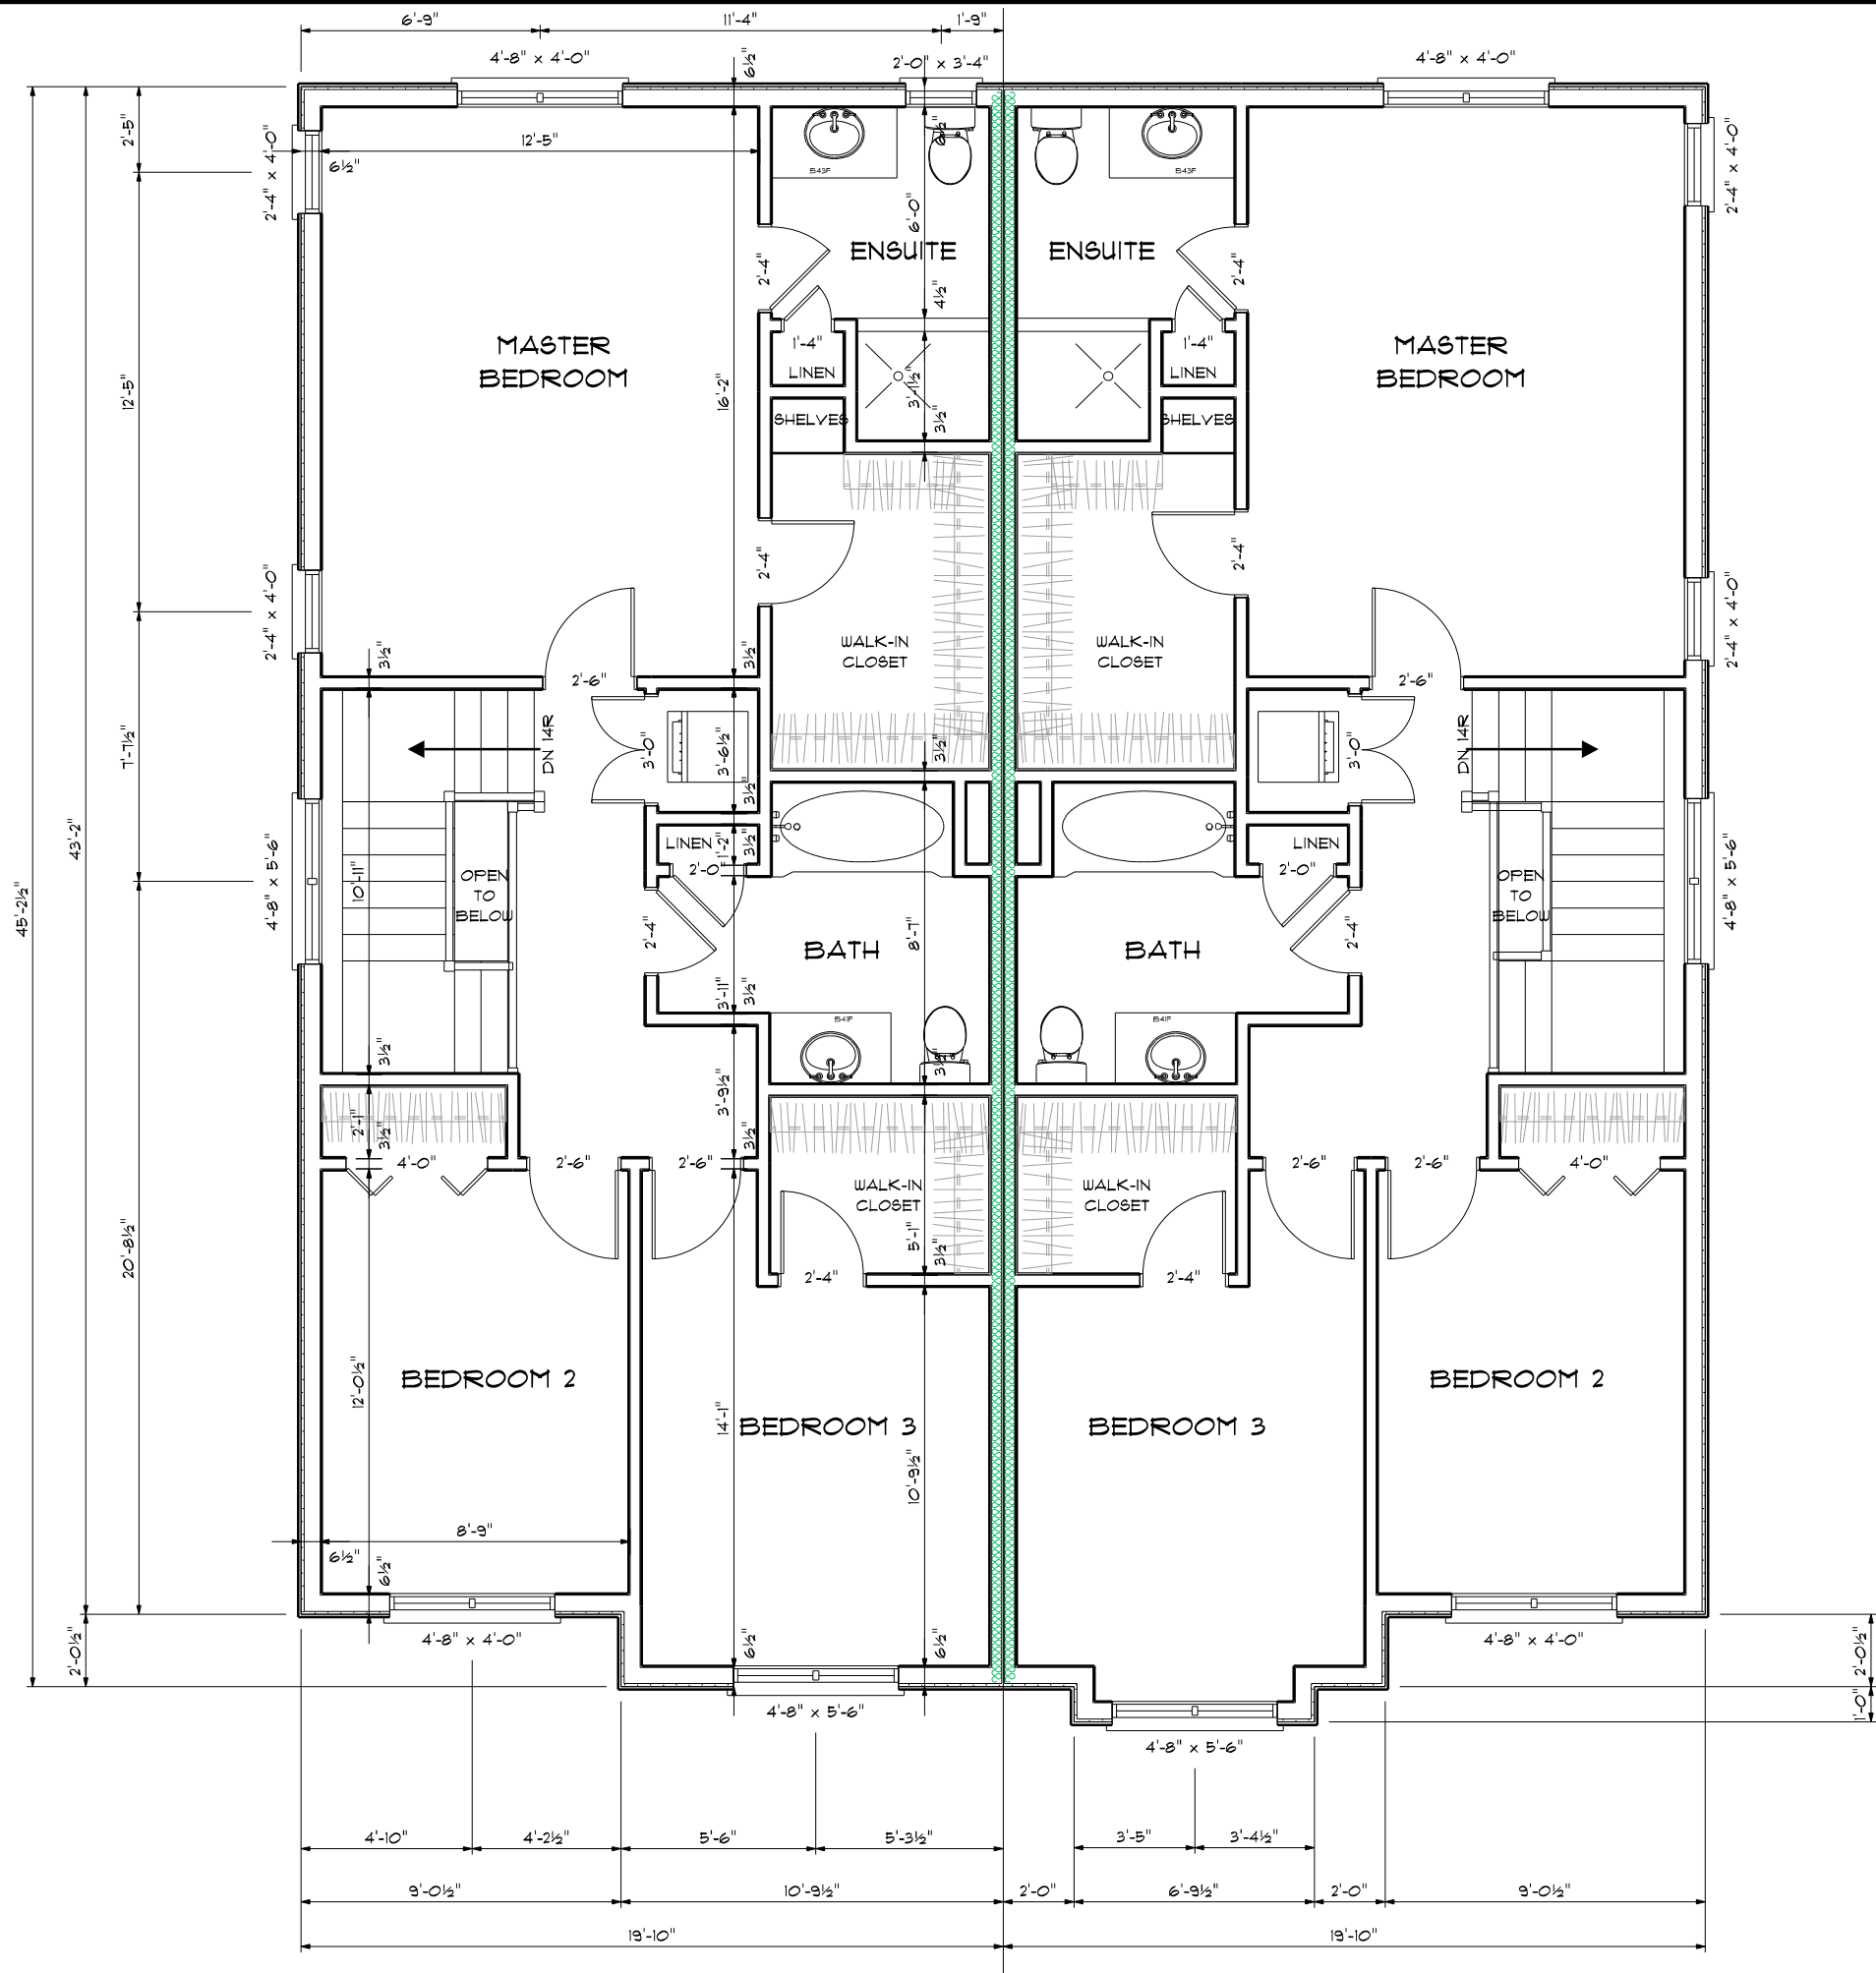 6'-9" 11'-4" 1'-9"
4'-8" x 4'-0" 6½" 2'-0" x 3'-4" 4'-8" x 4'-0"
2'-5" 2'-4" x 4'-0" 6½" 12'-5" B43F 6½" B43F 2'-4" x 4'-0"
6'-0"
ENSUITE ENSUITE
2'-4" 2'-4"
4½"
MASTER 1'-4" 1'-4" MASTER
BEDROOM LINEN LINEN BEDROOM
12'-5" 16'-2" 3'-11½" 3½"
SHELVES SHELVES
2'-4" 2'-4"
2'-4" x 4'-0" 2'-4" x 4'-0"
3½" 3½" WALK-IN WALK-IN
CLOSET CLOSET
2'-6" 2'-6"
7'-7½" DN 14R 3'-0" 3'-6½" 3½" 3'-0" DN 14R
43'-2" 3½"
LINEN 1'-2" 3½" LINEN
2'-0" 2'-0"
45'-2½" 4'-8" x 5'-6" 10'-11" OPEN OPEN 4'-8" x 5'-6"
TO TO
BELOW BELOW
2'-4" BATH 8'-7" BATH 2'-4"
3'-11" 3½"
B41F B41F
3½" 3½"
3'-9½"
2'-1" 3½" 3½"
4'-0" 2'-6" 2'-6" 2'-6" 2'-6" 4'-0"
WALK-IN WALK-IN
CLOSET CLOSET
20'-8½" 5'-1" 3½"
2'-4" 2'-4"
12'-0½" BEDROOM 2 BEDROOM 2
14'-1" BEDROOM 3 BEDROOM 3
10'-9½"
8'-9"
6½" 6½"
4'-8" x 4'-0" 4'-8" x 4'-0"
2'-0½" 6½" 6½" 2'-0½"
4'-8" x 5'-6" 1'-0"
4'-8" x 5'-6"
4'-10" 4'-2½" 5'-6" 5'-3½" 3'-5" 3'-4½"
9'-0½" 10'-9½" 2'-0" 6'-9½" 2'-0" 9'-0½"
19'-10" 19'-10"